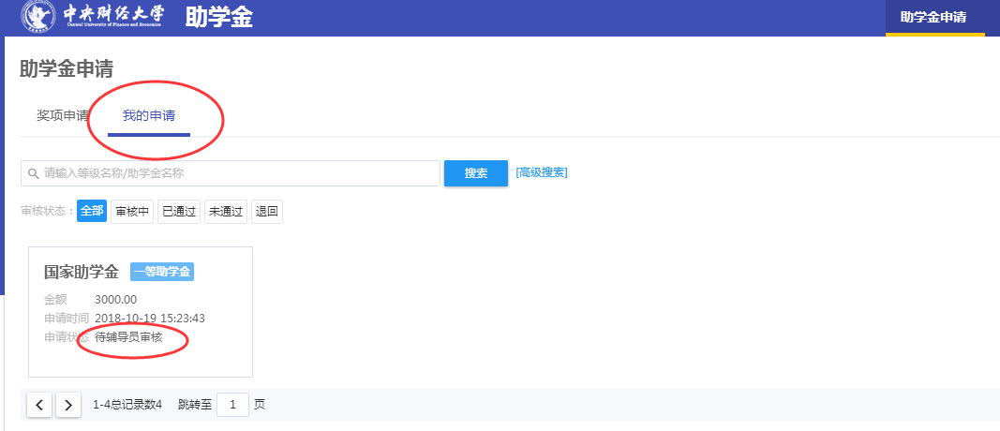 中央财经大学
Central University of Finance and Economics
助学金
助学金申请
助学金申请
奖项申请 我的申请
请输入等级名称/助学金名称 搜索 [高级搜索]
审核状态： 全部 审核中 已通过 未通过 退回
国家助学金 一等助学金
金额 3000.00
申请时间 2018-10-19 15:23:43
申请状态 待辅导员审核
1-4总记录数4 跳转至 1 页